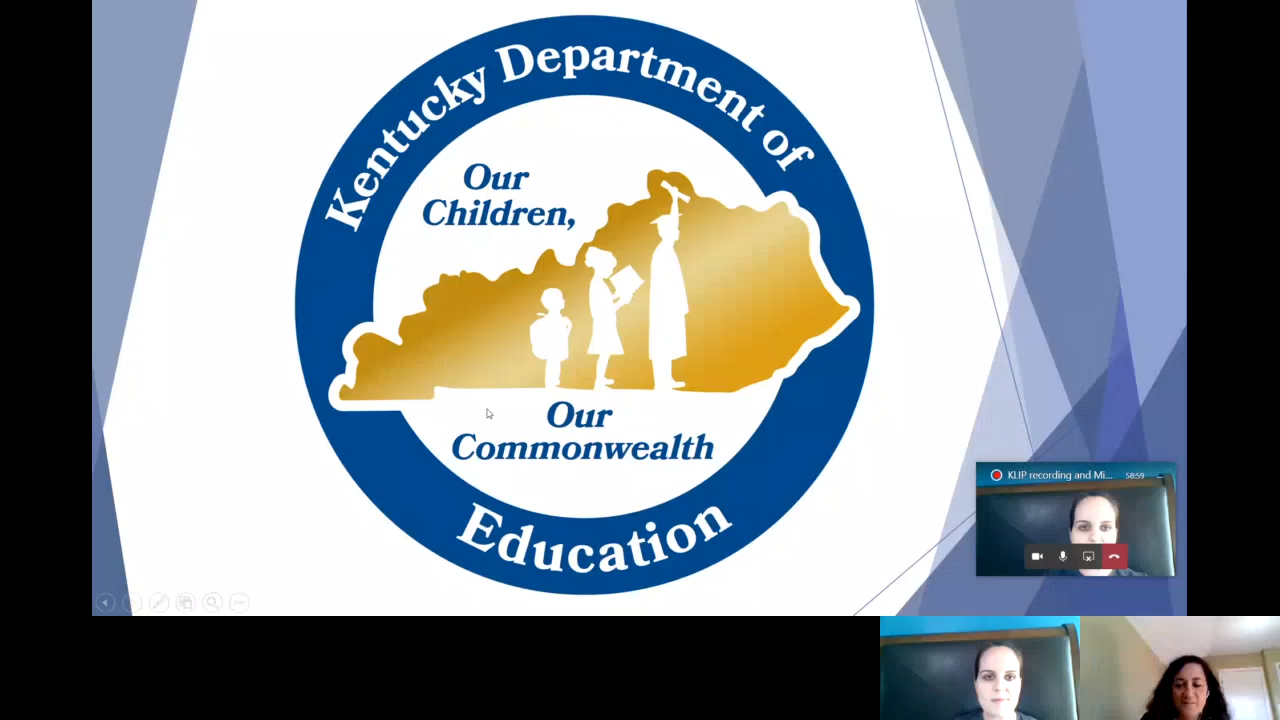 Kentucky Department of
Our
Children,
Our
Commonwealth
Education
KLIP recording and Mi...
58:59